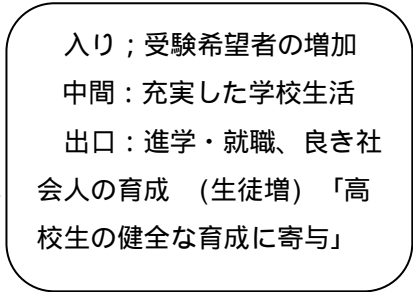 入り；受験希望者の増加
中間：充実した学校生活
出口：進学・就職、良き社
会人の育成　(生徒増)　「高
校生の健全な育成に寄与」